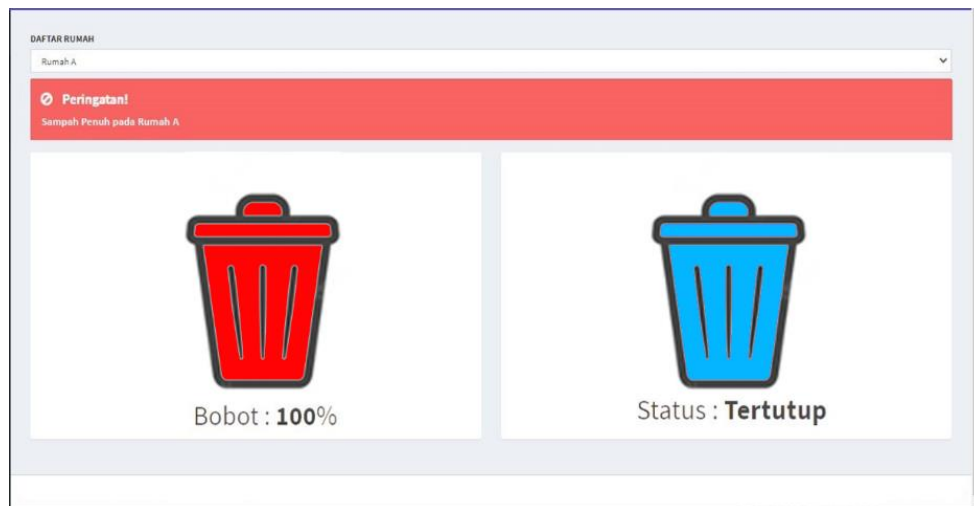 DAFTAR RUMAH
Rumah A
Peringatan!
Sampah Penuh pada Rumah A
Bobot : 100%
Status : Tertutup